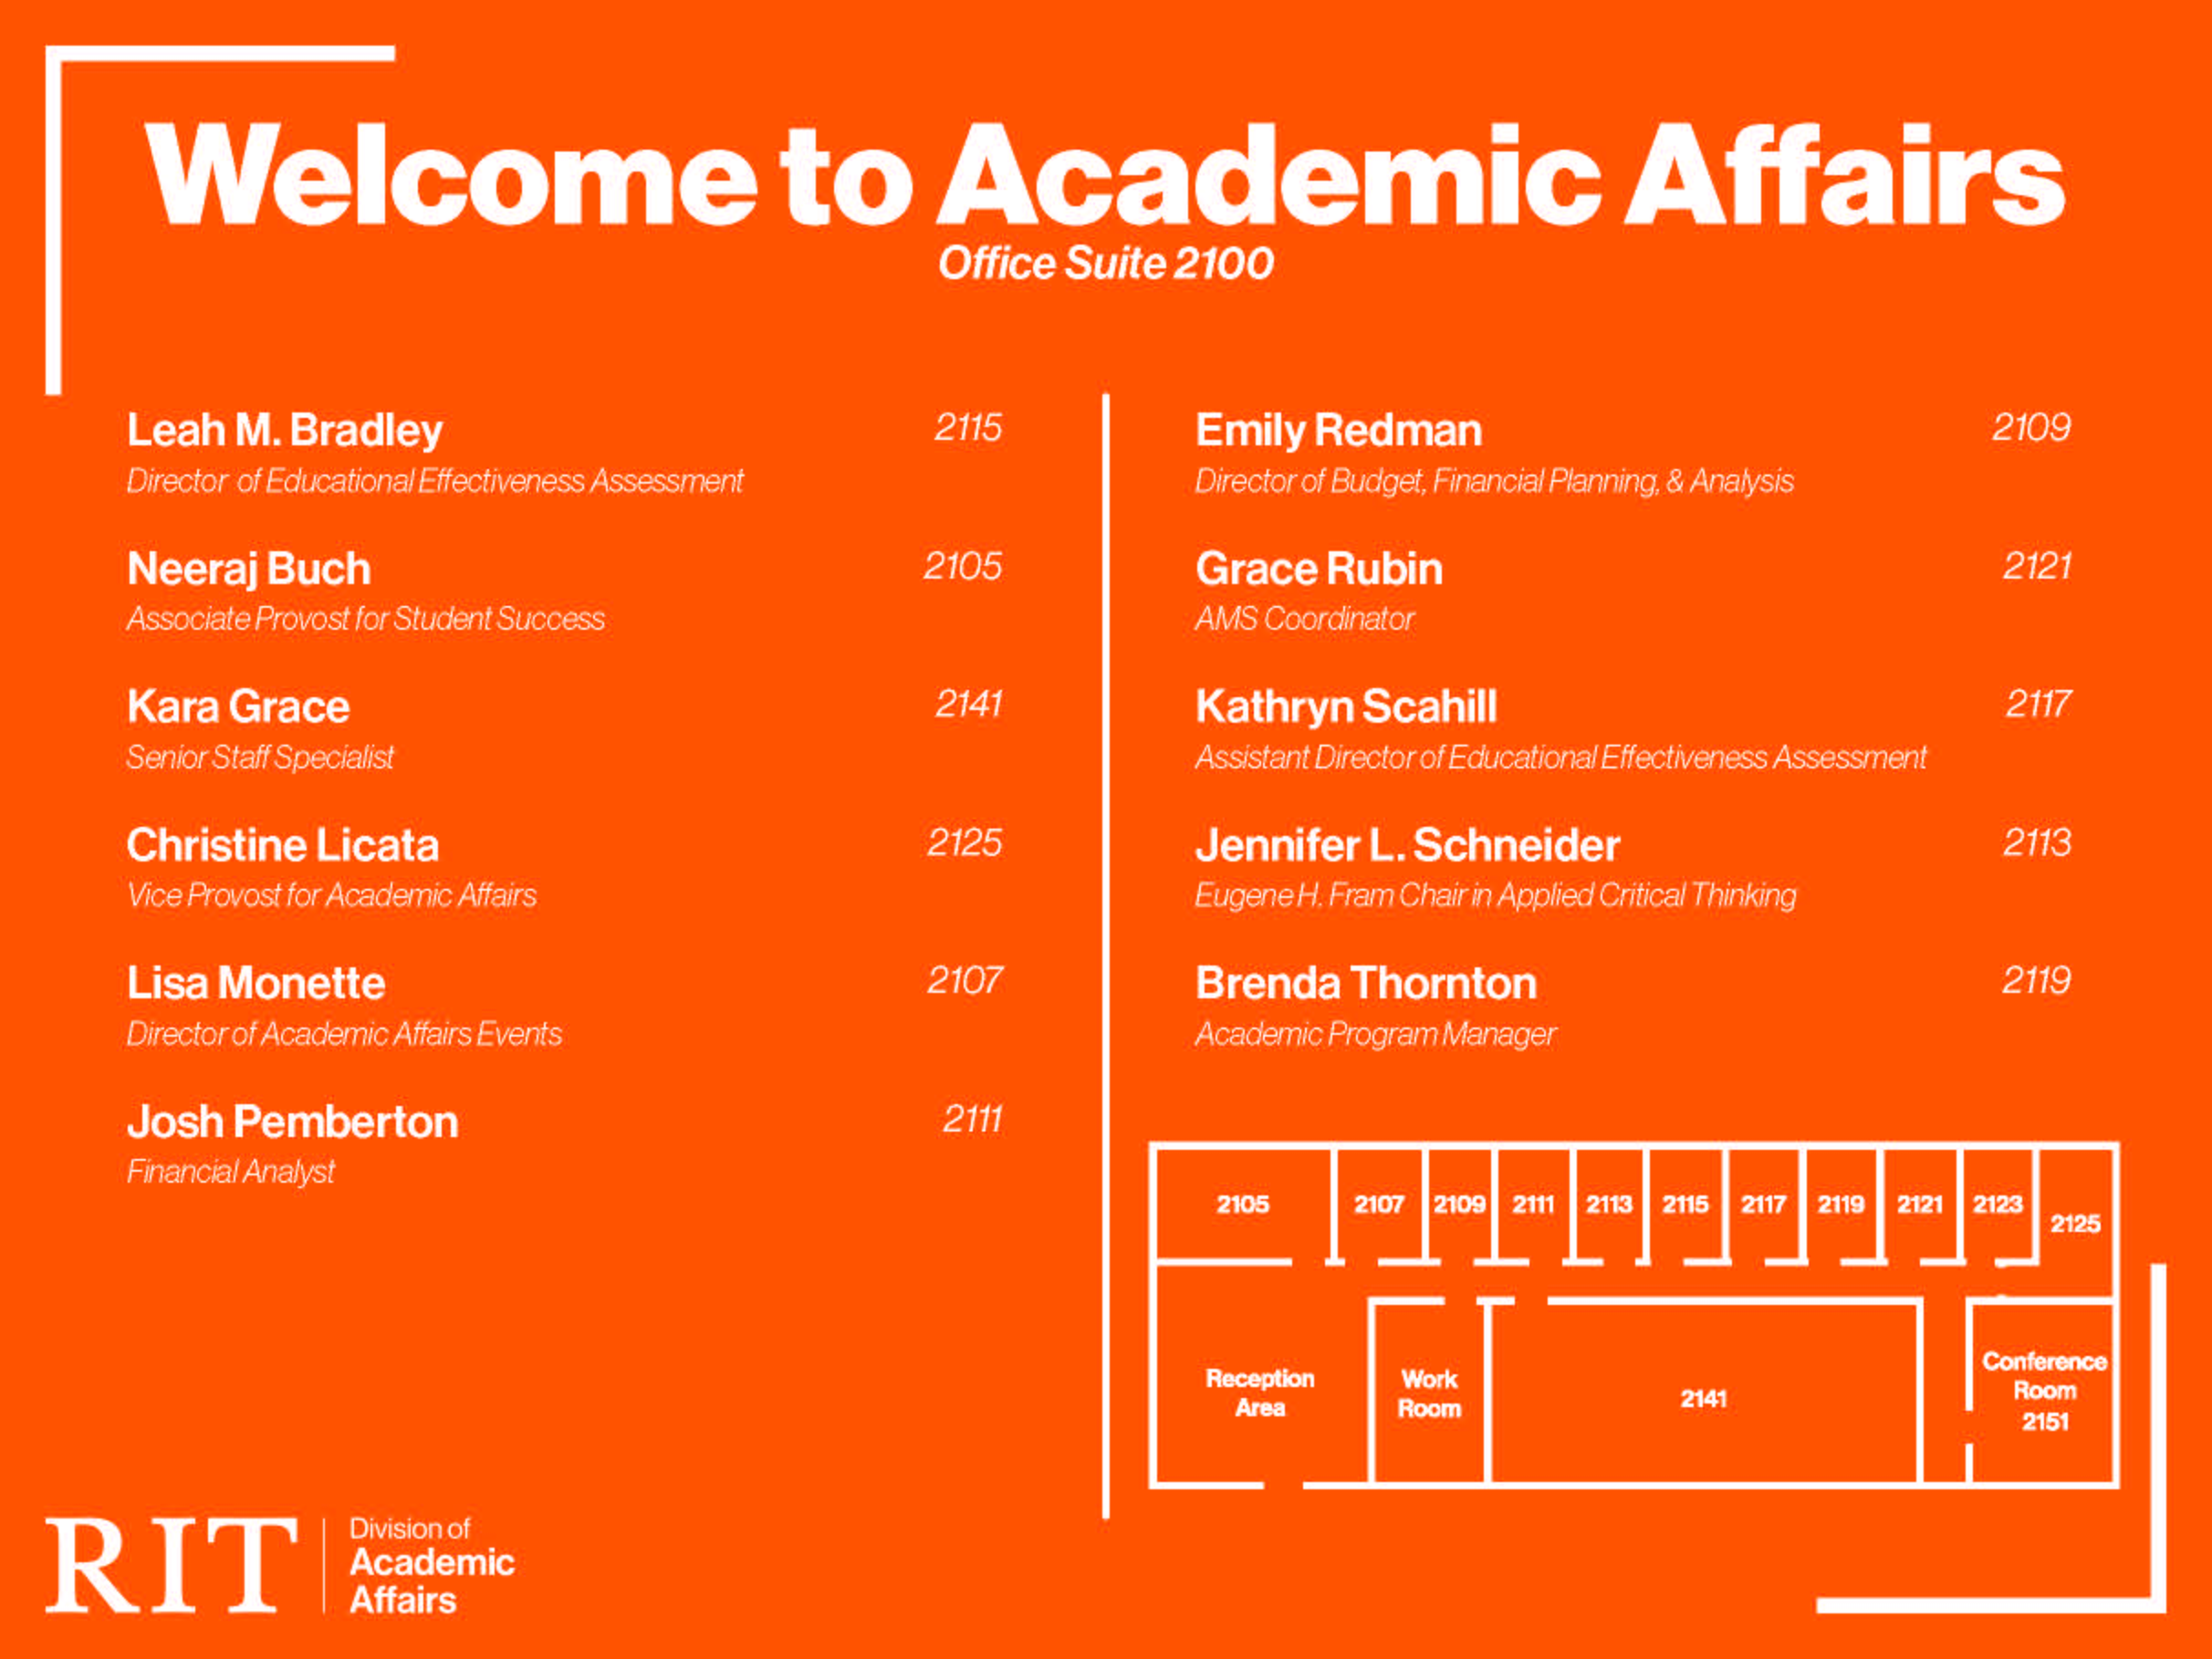 Welcome to Academic Affairs
Office Suite 2100
Leah M. Bradley 2115
Director of Educational Effectiveness Assessment
Neeraj Buch 2105
Associate Provost for Student Success
Kara Grace 2141
Senior Staff Specialist
Christine Licata 2125
Vice Provost for Academic Affairs
Lisa Monette 2107
Director of Academic Affairs Events
Josh Pemberton 2111
Financial Analyst
Emily Redman 2109
Director of Budget, Financial Planning, & Analysis
Grace Rubin 2121
AMS Coordinator
Kathryn Scahill 2117
Assistant Director of Educational Effectiveness Assessment
Jennifer L. Schneider 2113
Eugene H. Fram Chair in Applied Critical Thinking
Brenda Thornton 2119
Academic Program Manager
2105 2107 2109 2111 2113 2115 2117 2119 2121 2123
2125
Reception
Area
Work
Room
2141
Conference
Room
2151
RIT
Division of
Academic
Affairs